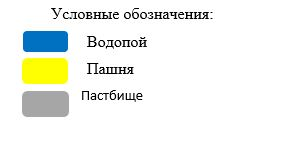 Условные обозначения:
Водопой
Пашня
Пастбище